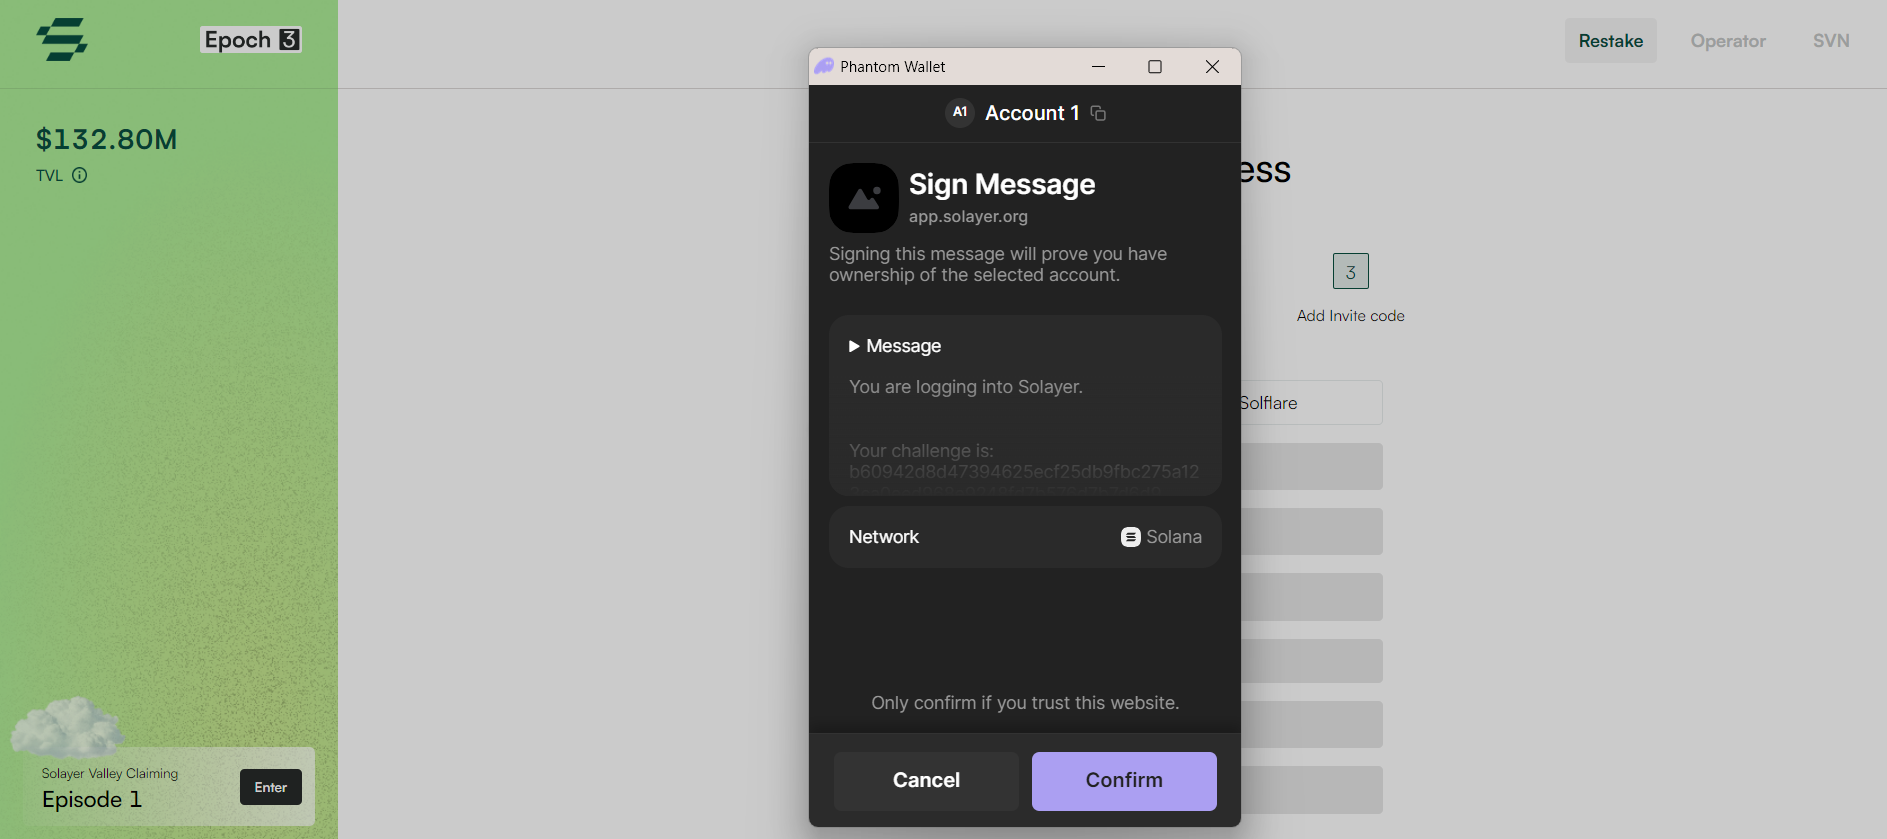 Epoch 3
$132.80M
TVL
Solayer Valley Claiming
Episode 1
Enter
Restake
Operator
SVN
ess
3
Add Invite code
Solflare
Phantom Wallet
A1
Account 1
Sign Message
app.solayer.org
Signing this message will prove you have
ownership of the selected account.
Message
You are logging into Solayer.
Your challenge is:
b60942d8d47394625ecf25db9fbc275a12
Network
Solana
Only confirm if you trust this website.
Cancel
Confirm